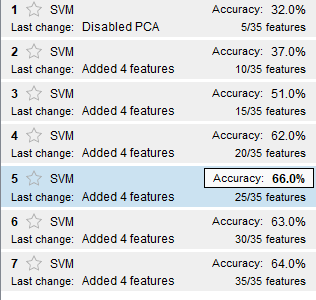 1 SVM Accuracy: 32.0%
Last change: Disabled PCA 5/35 features
2 SVM Accuracy: 37.0%
Last change: Added 4 features 10/35 features
3 SVM Accuracy: 51.0%
Last change: Added 4 features 15/35 features
4 SVM Accuracy: 62.0%
Last change: Added 4 features 20/35 features
5 SVM Accuracy: 66.0%
Last change: Added 4 features 25/35 features
6 SVM Accuracy: 63.0%
Last change: Added 4 features 30/35 features
7 SVM Accuracy: 64.0%
Last change: Added 4 features 35/35 features